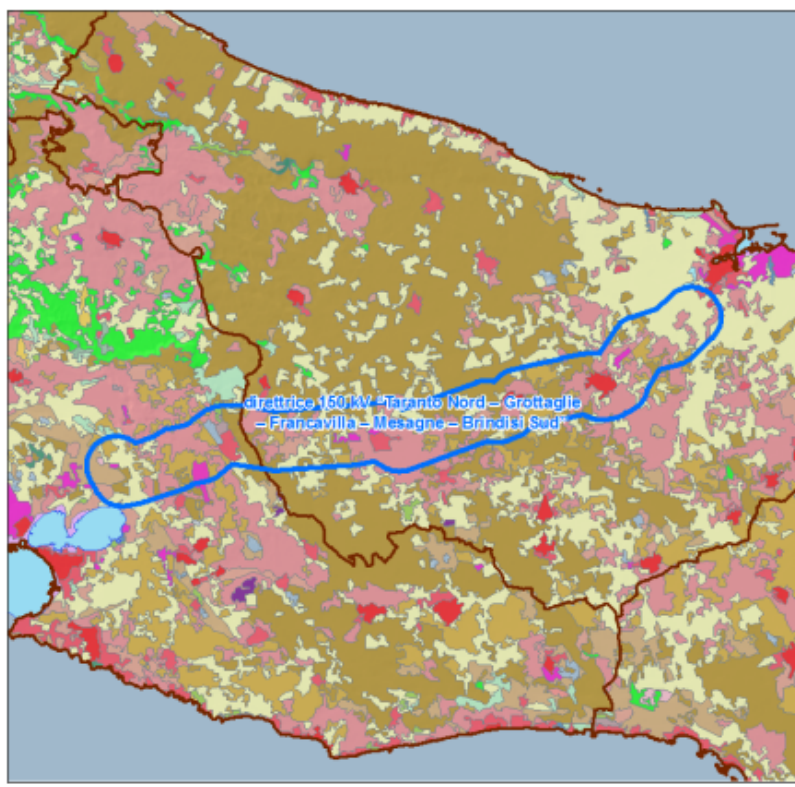 direttrice 150 kV "Taranto Nord – Grottaglie
– Francavilla – Mesagne – Brindisi Sud"